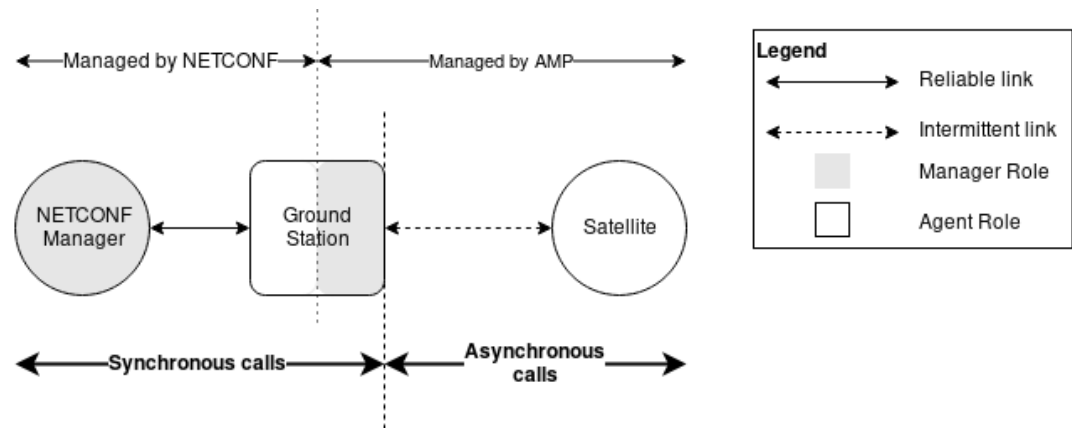 Managed by NETCONF
Managed by AMP
NETCONF
Manager
Ground
Station
Satellite
Synchronous calls
Asynchronous
calls
Legend
Reliable link
Intermittent link
Manager Role
Agent Role